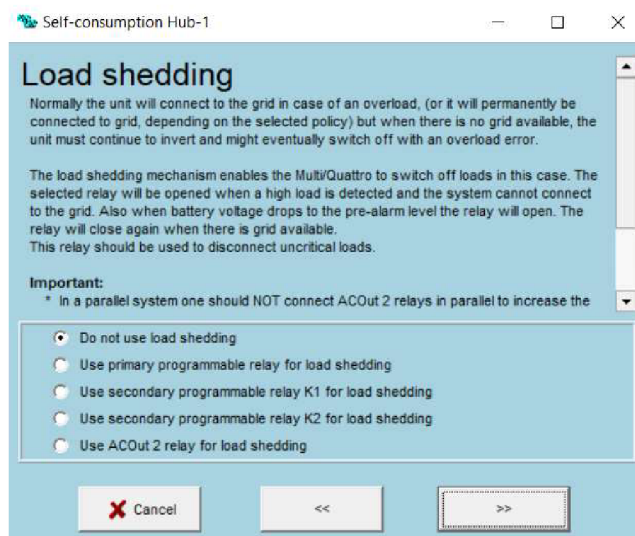 Self-consumption Hub-1
Load shedding
Normally the unit will connect to the grid in case of an overload, (or it will permanently be
connected to grid, depending on the selected policy) but when there is no grid available, the
unit must continue to invert and might eventually switch off with an overload error.
The load shedding mechanism enables the Multi/Quattro to switch off loads in this case. The
selected relay will be opened when a high load is detected and the system cannot connect
to the grid. Also when battery voltage drops to the pre-alarm level the relay will open. The
relay will close again when there is grid available.
This relay should be used to disconnect uncritical loads.
Important:
* In a parallel system one should NOT connect ACOut 2 relays in parallel to increase the
Do not use load shedding
Use primary programmable relay for load shedding
Use secondary programmable relay K1 for load shedding
Use secondary programmable relay K2 for load shedding
Use ACOut 2 relay for load shedding
Cancel
<<
>>